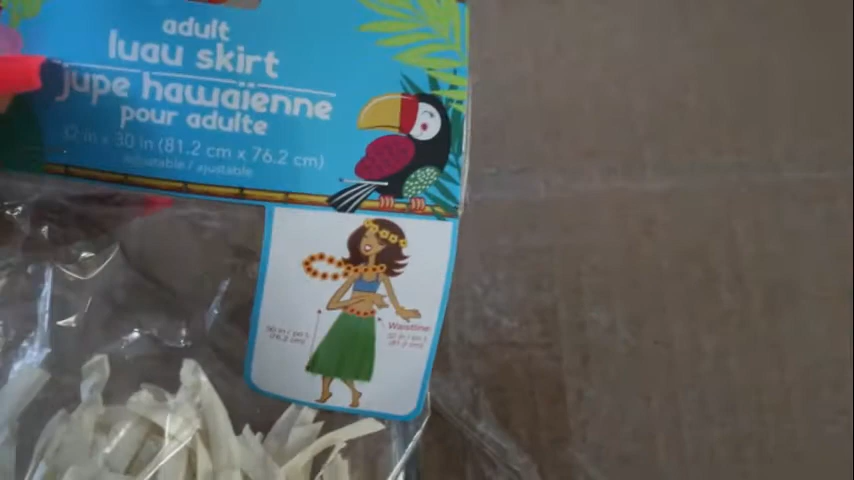 adult
luau skirt
jupe hawaïenne
pour adulte
32 in x 30 in (81.2 cm x 76.2 cm)
adjustable / ajustable
Waistline